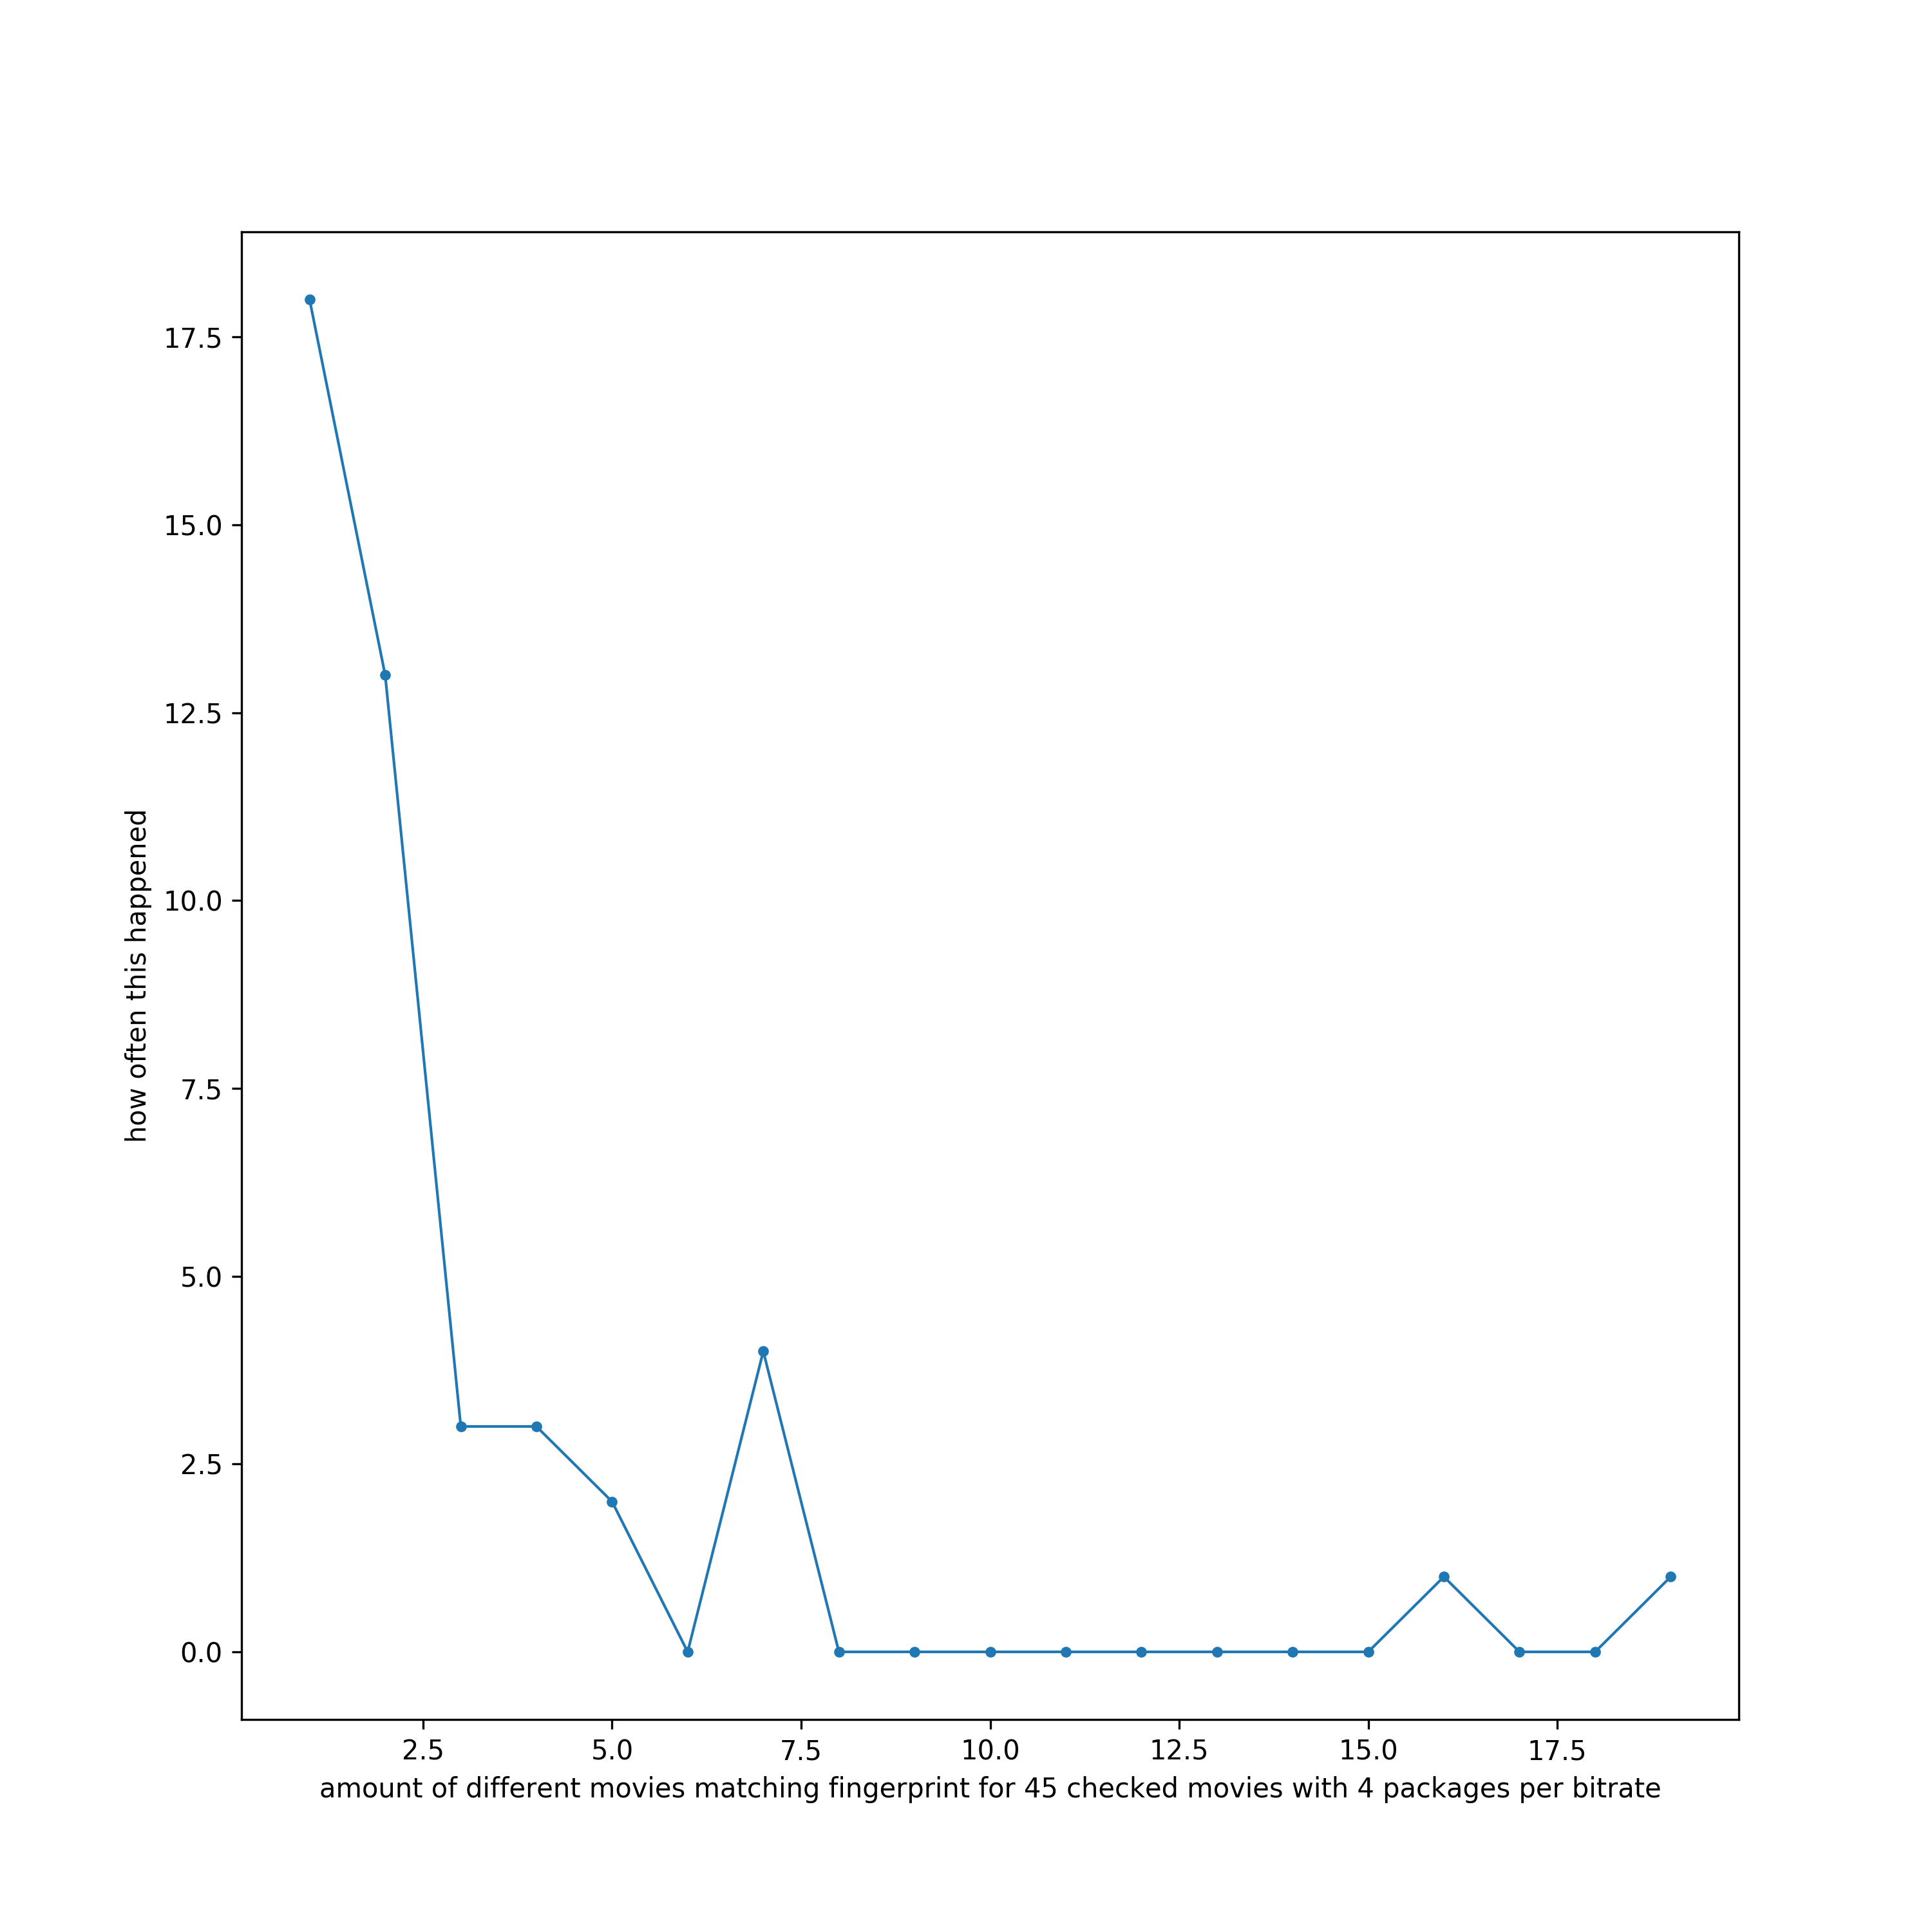 17.5
15.0
12.5
10.0
7.5
5.0
2.5
0.0
how often this happened
2.5 5.0 7.5 10.0 12.5 15.0 17.5
amount of different movies matching fingerprint for 45 checked movies with 4 packages per bitrate